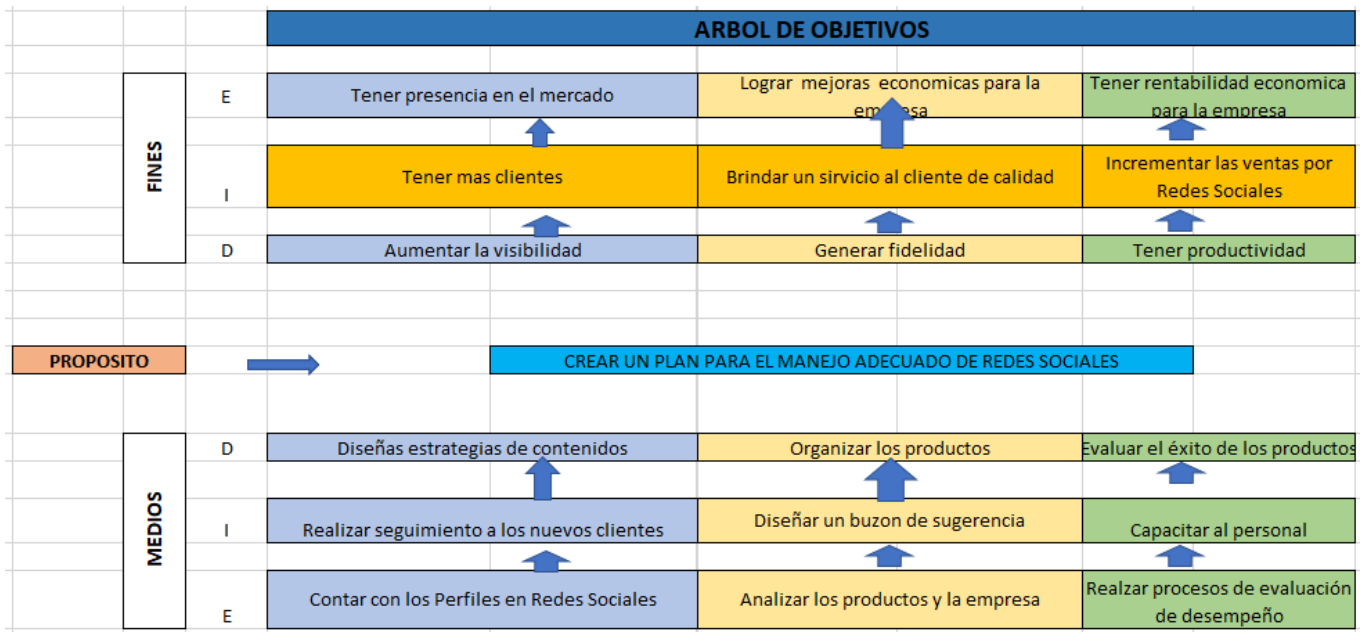 ARBOL DE OBJETIVOS
FINES
E
Tener presencia en el mercado
Lograr mejoras economicas para la
empresa
Tener rentabilidad economica
para la empresa
I
Tener mas clientes
Brindar un sirvicio al cliente de calidad
Incrementar las ventas por
Redes Sociales
D
Aumentar la visibilidad
Generar fidelidad
Tener productividad
PROPOSITO
CREAR UN PLAN PARA EL MANEJO ADECUADO DE REDES SOCIALES
MEDIOS
D
Diseñas estrategias de contenidos
Organizar los productos
Evaluar el éxito de los productos
I
Realizar seguimiento a los nuevos clientes
Diseñar un buzon de sugerencia
Capacitar al personal
E
Contar con los Perfiles en Redes Sociales
Analizar los productos y la empresa
Realzar procesos de evaluación
de desempeño